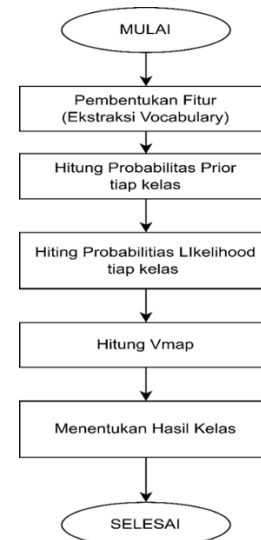 MULAI
Pembentukan Fitur
(Ekstraksi Vocabulary)
Hitung Probabilitas Prior
tiap kelas
Hiting Probabilitias LIkelihood
tiap kelas
Hitung Vmap
Menentukan Hasil Kelas
SELESAI